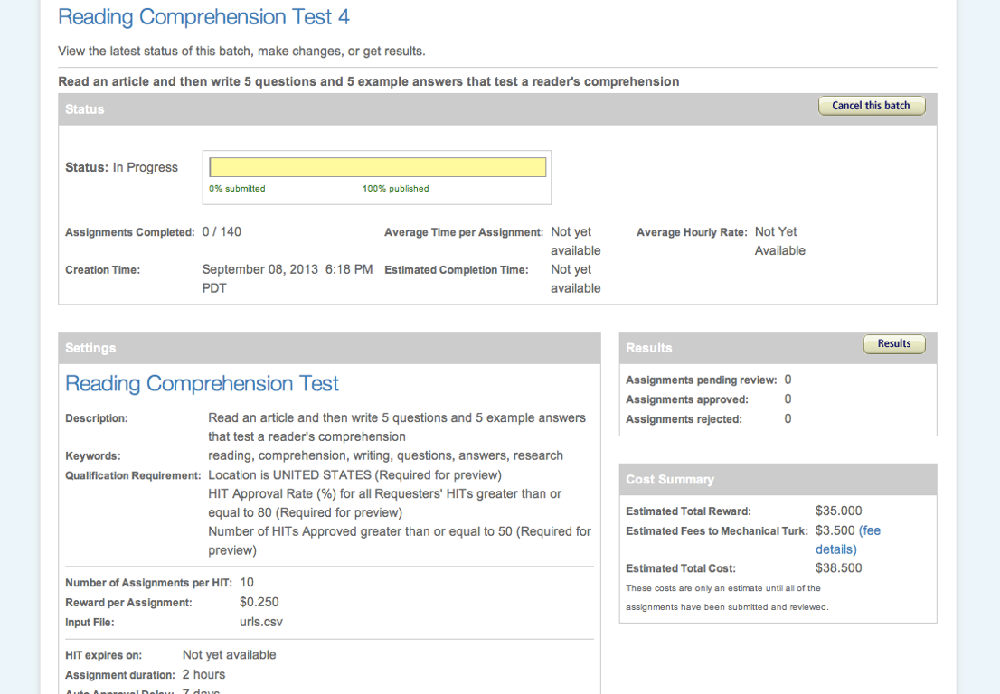 Reading Comprehension Test 4
View the latest status of this batch, make changes, or get results.
Read an article and then write 5 questions and 5 example answers that test a reader's comprehension
Status
Cancel this batch
Status: In Progress
0% submitted 100% published
Assignments Completed: 0 / 140
Average Time per Assignment: Not yet
available
Average Hourly Rate: Not Yet
Available
Creation Time: September 08, 2013 6:18 PM
PDT
Estimated Completion Time: Not yet
available
Settings
Reading Comprehension Test
Description: Read an article and then write 5 questions and 5 example answers
that test a reader's comprehension
Keywords: reading, comprehension, writing, questions, answers, research
Qualification Requirement: Location is UNITED STATES (Required for preview)
HIT Approval Rate (%) for all Requesters' HITs greater than or
equal to 80 (Required for preview)
Number of HITs Approved greater than or equal to 50 (Required for
preview)
Number of Assignments per HIT: 10
Reward per Assignment: $0.250
Input File: urls.csv
HIT expires on: Not yet available
Assignment duration: 2 hours
Auto Approval Delay: 7 days
Results
Results
Assignments pending review: 0
Assignments approved: 0
Assignments rejected: 0
Cost Summary
Estimated Total Reward: $35.000
Estimated Fees to Mechanical Turk: $3.500 (fee
details)
Estimated Total Cost: $38.500
These costs are only an estimate until all of the
assignments have been submitted and reviewed.